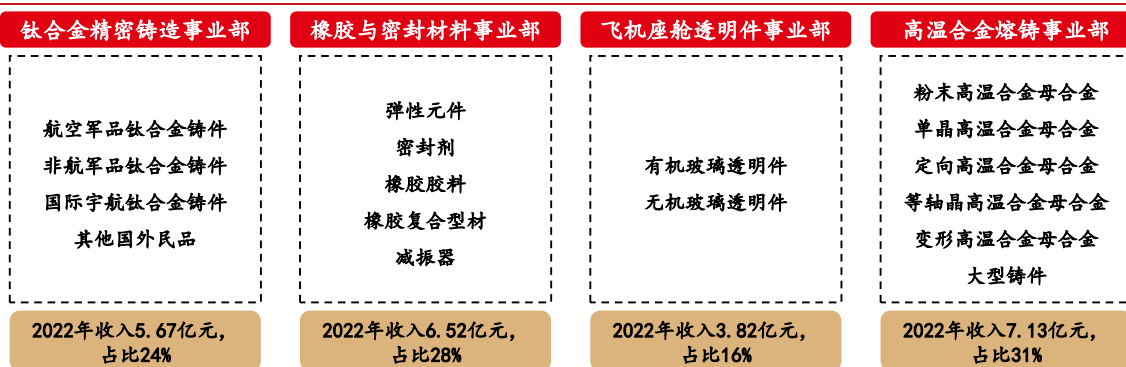 钛合金精密铸造事业部
航空军品钛合金铸件
非航军品钛合金铸件
国际宇航钛合金铸件
其他国外民品
2022年收入5.67亿元，
占比24%
橡胶与密封材料事业部
弹性元件
密封剂
橡胶胶料
橡胶复合型材
减振器
2022年收入6.52亿元，
占比28%
飞机座舱透明件事业部
有机玻璃透明件
无机玻璃透明件
2022年收入3.82亿元，
占比16%
高温合金熔铸事业部
粉末高温合金母合金
单晶高温合金母合金
定向高温合金母合金
等轴晶高温合金母合金
变形高温合金母合金
大型铸件
2022年收入7.13亿元，
占比31%